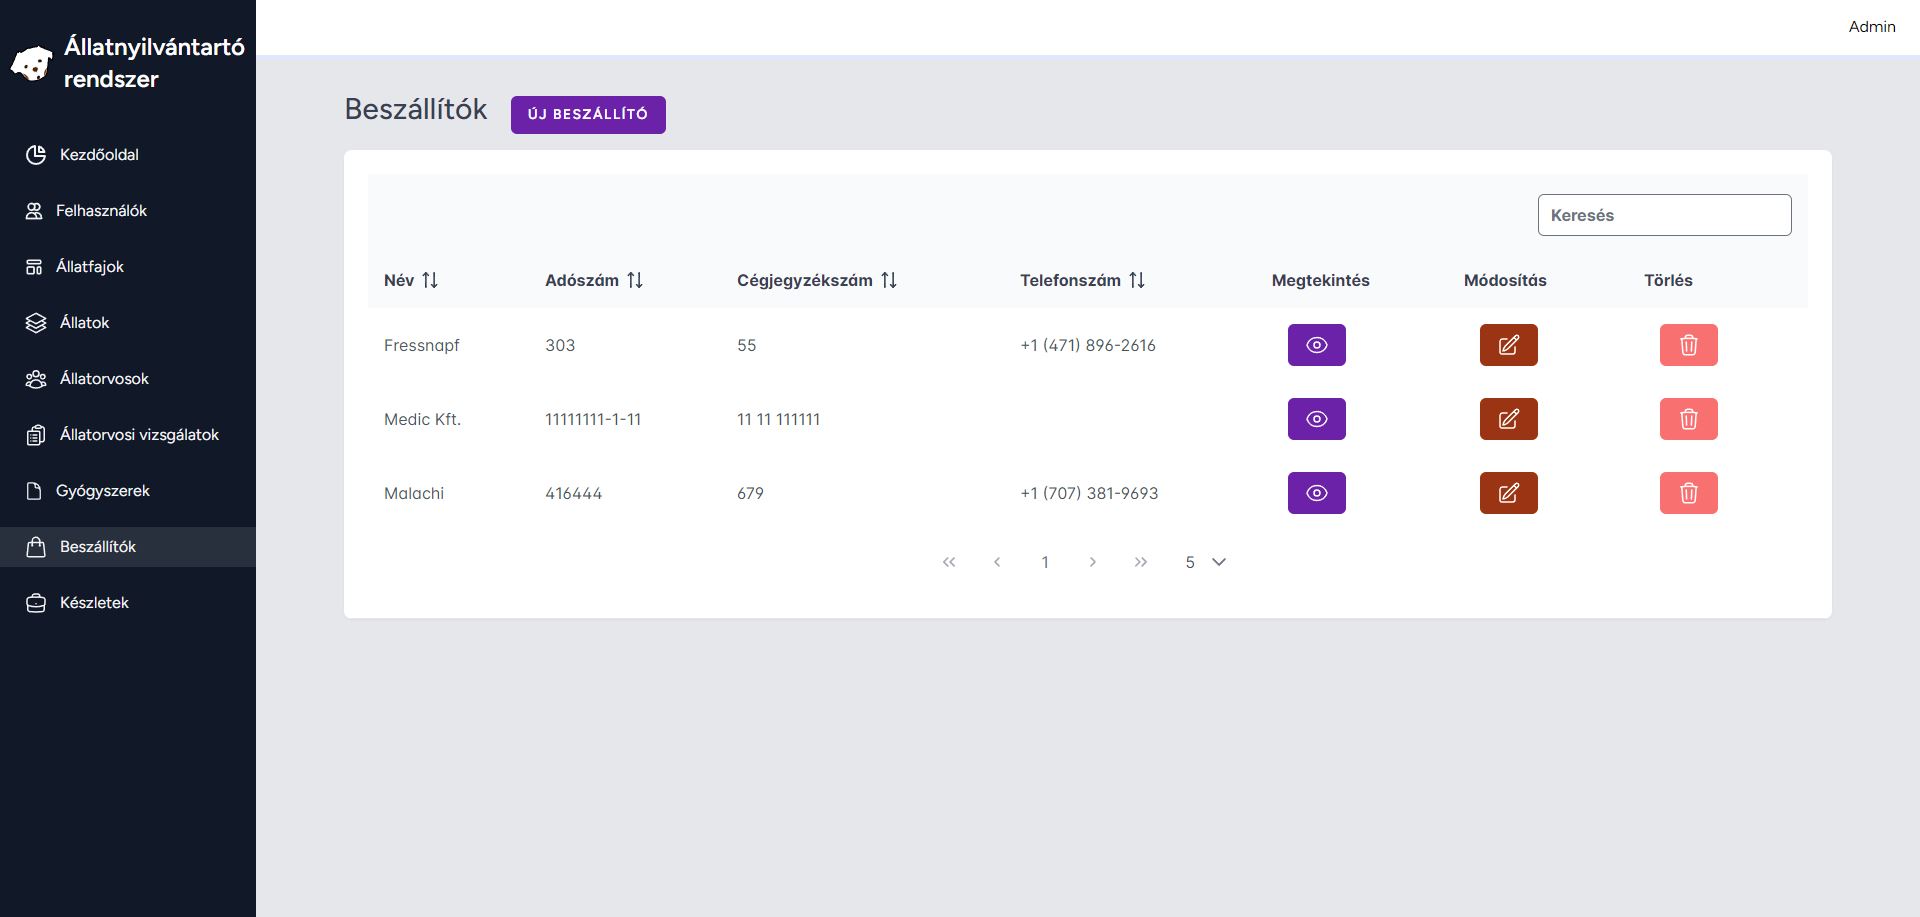 Állatnyilvántartó
rendszer
Admin
Kezdőoldal
Felhasználók
Állatfajok
Állatok
Állatorvosok
Állatorvosi vizsgálatok
Gyógyszerek
Beszállítók
Készletek
Beszállítók ÚJ BESZÁLLÍTÓ
Keresés
Név Adószám Cégjegyzékszám Telefonszám Megtekintés Módosítás Törlés
Fressnapf 303 55 +1 (471) 896-2616
Medic Kft. 11111111-1-11 11 11 111111
Malachi 416444 679 +1 (707) 381-9693
1 5